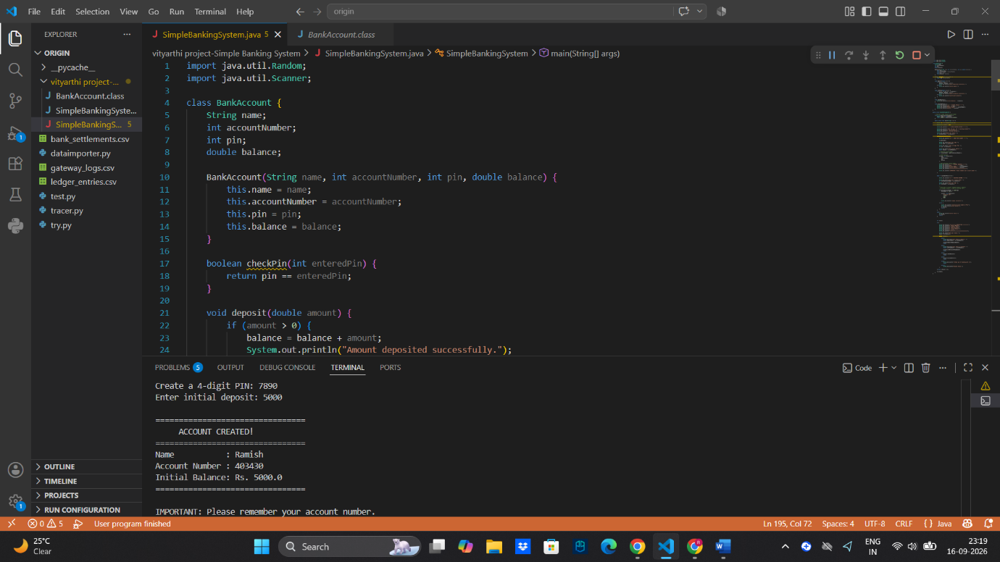 File Edit Selection View Go Run Terminal Help
origin
EXPLORER
SimpleBankingSystem.java 5
BankAccount.class
ORIGIN
__pycache__
vityarthi project-...
BankAccount.class
SimpleBankingSyste...
SimpleBankingS... 5
bank_settlements.csv
dataimporter.py
gateway_logs.csv
ledger_entries.csv
test.py
tracer.py
try.py
OUTLINE
TIMELINE
PROJECTS
RUN CONFIGURATION
1
1
vityarthi project-Simple Banking System > SimpleBankingSystem.java > SimpleBankingSystem > main(String[] args)
1 import java.util.Random;
2 import java.util.Scanner;
3
4 class BankAccount {
5 String name;
6 int accountNumber;
7 int pin;
8 double balance;
9
10 BankAccount(String name, int accountNumber, int pin, double balance) {
11 this.name = name;
12 this.accountNumber = accountNumber;
13 this.pin = pin;
14 this.balance = balance;
15 }
16
17 boolean checkPin(int enteredPin) {
18 return pin == enteredPin;
19 }
20
21 void deposit(double amount) {
22 if (amount > 0) {
23 balance = balance + amount;
24 System.out.println("Amount deposited successfully.");
PROBLEMS 5 OUTPUT DEBUG CONSOLE TERMINAL PORTS
Code
Create a 4-digit PIN: 7890
Enter initial deposit: 5000
================================
ACCOUNT CREATED!
================================
Name : Ramish
Account Number : 403430
Initial Balance: Rs. 5000.0
================================
IMPORTANT: Please remember your account number.
0 5 User program finished
Ln 195, Col 72 Spaces: 4 UTF-8 CRLF {} Java
25°C
Clear
Search
ENG
IN
23:19
16-09-2026